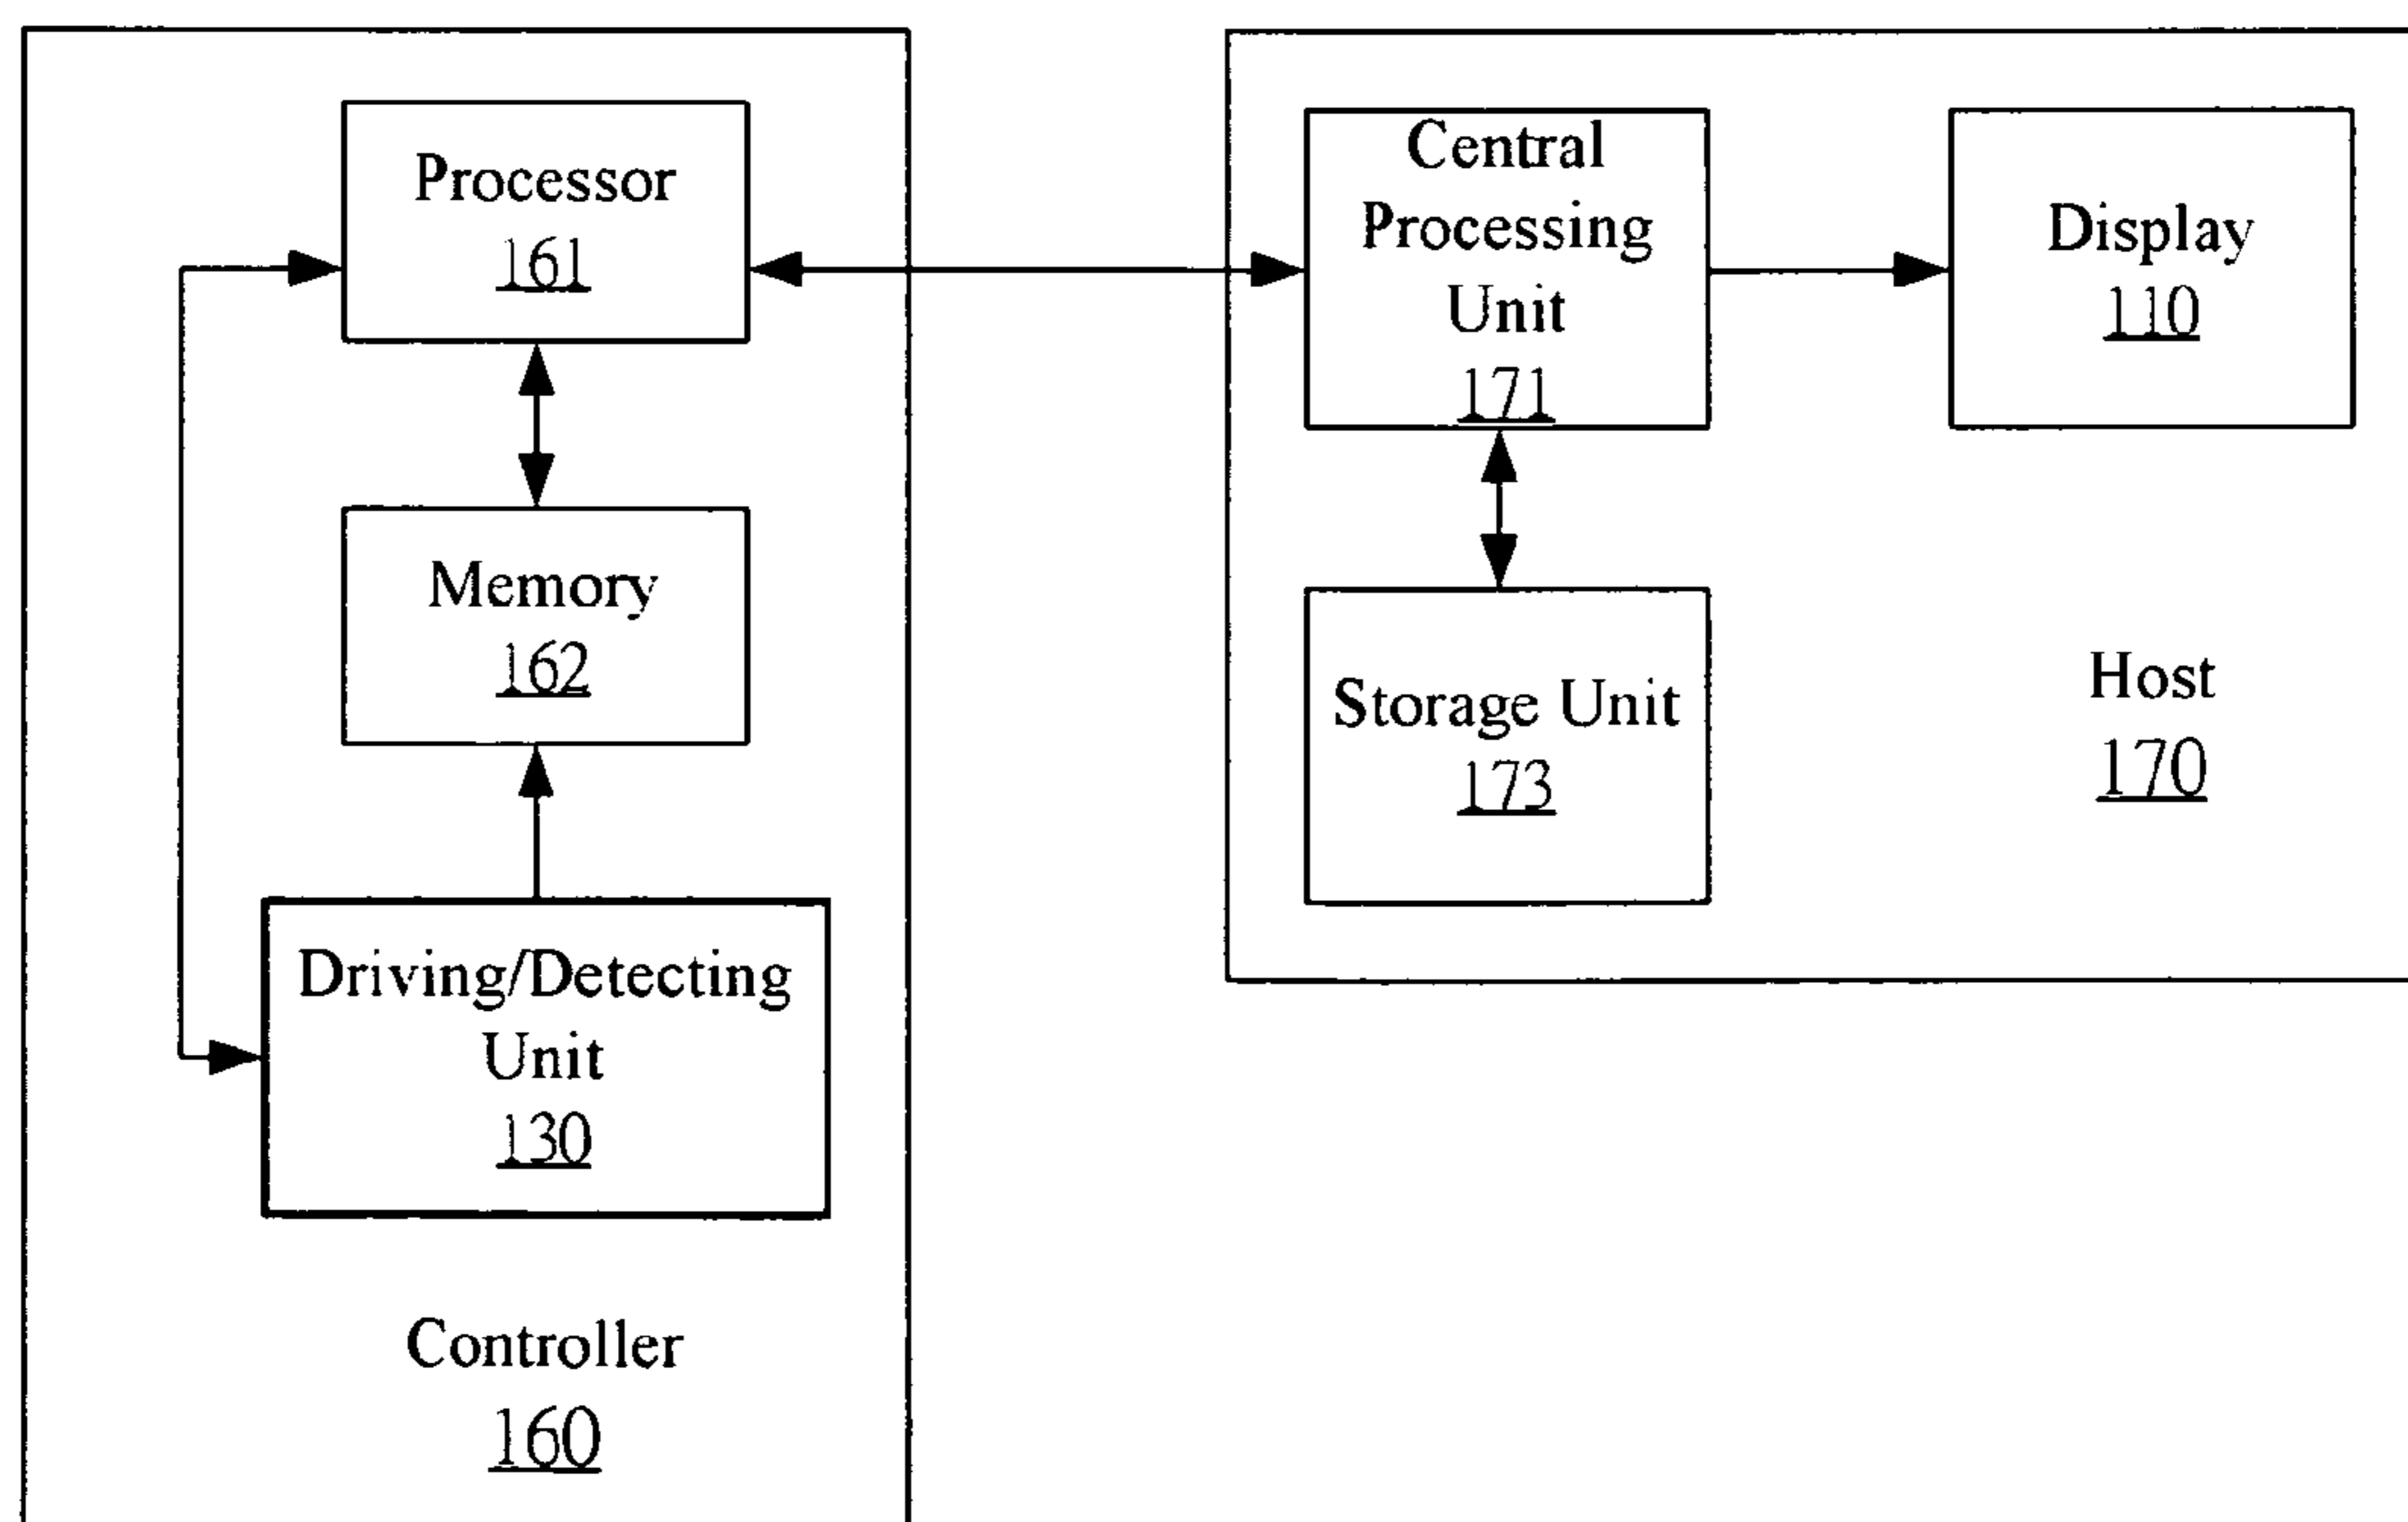 Processor
161
Memory
162
Driving/Detecting
Unit
130
Controller
160
Central
Processing
Unit
171
Display
110
Storage Unit
173
Host
170